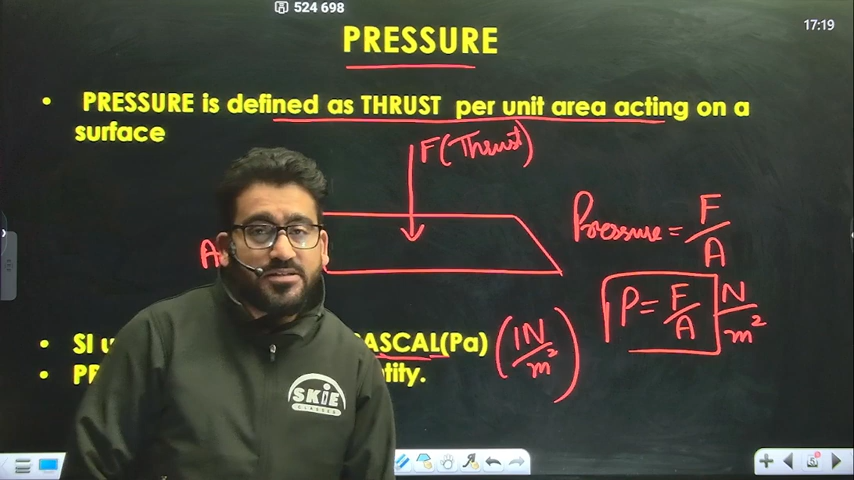 524 698
17:19
PRESSURE
• PRESSURE is defined as THRUST per unit area acting on a
surface
F(Thrust)
A
Pressure = F/A
P = F/A N/m²
• SI u PASCAL(Pa) (1N/m²)
• PR tity.
SKiE
CLASSES